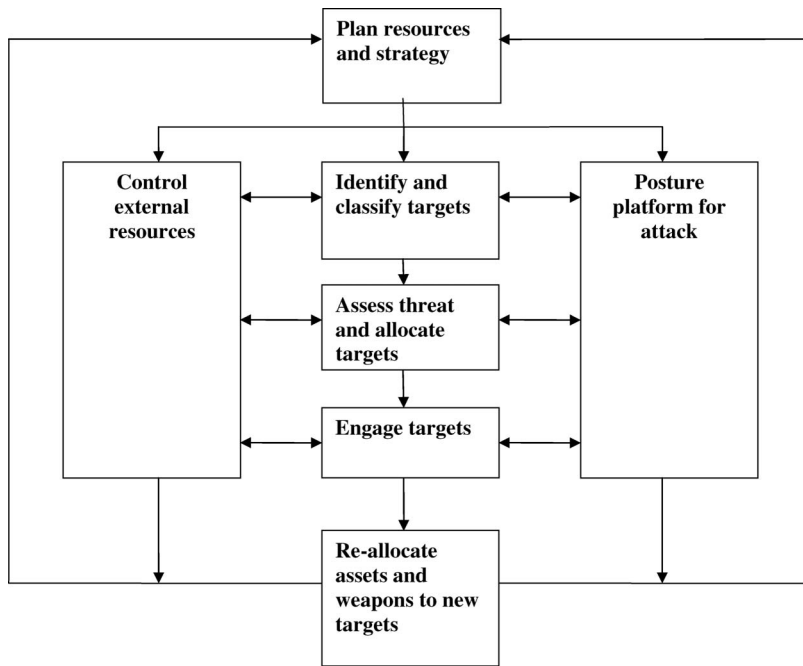 Plan resources
and strategy
Control
external
resources
Identify and
classify targets
Posture
platform for
attack
Assess threat
and allocate
targets
Engage targets
Re-allocate
assets and
weapons to new
targets